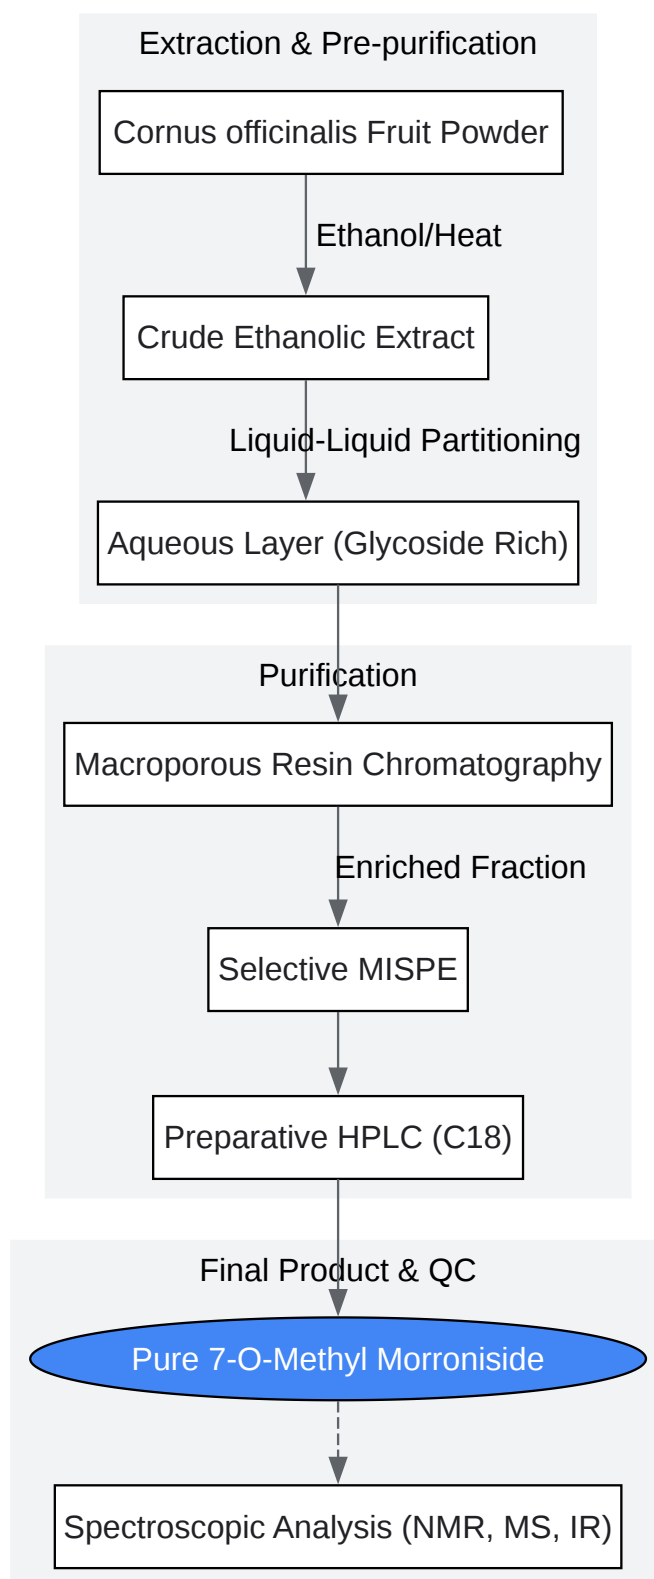 Extraction & Pre-purification
Cornus officinalis Fruit Powder
Ethanol/Heat
Crude Ethanolic Extract
Liquid-Liquid Partitioning
Aqueous Layer (Glycoside Rich)
Purification
Macroporous Resin Chromatography
Enriched Fraction
Selective MISPE
Preparative HPLC (C18)
Final Product & QC
Pure 7-O-Methyl Morroniside
Spectroscopic Analysis (NMR, MS, IR)